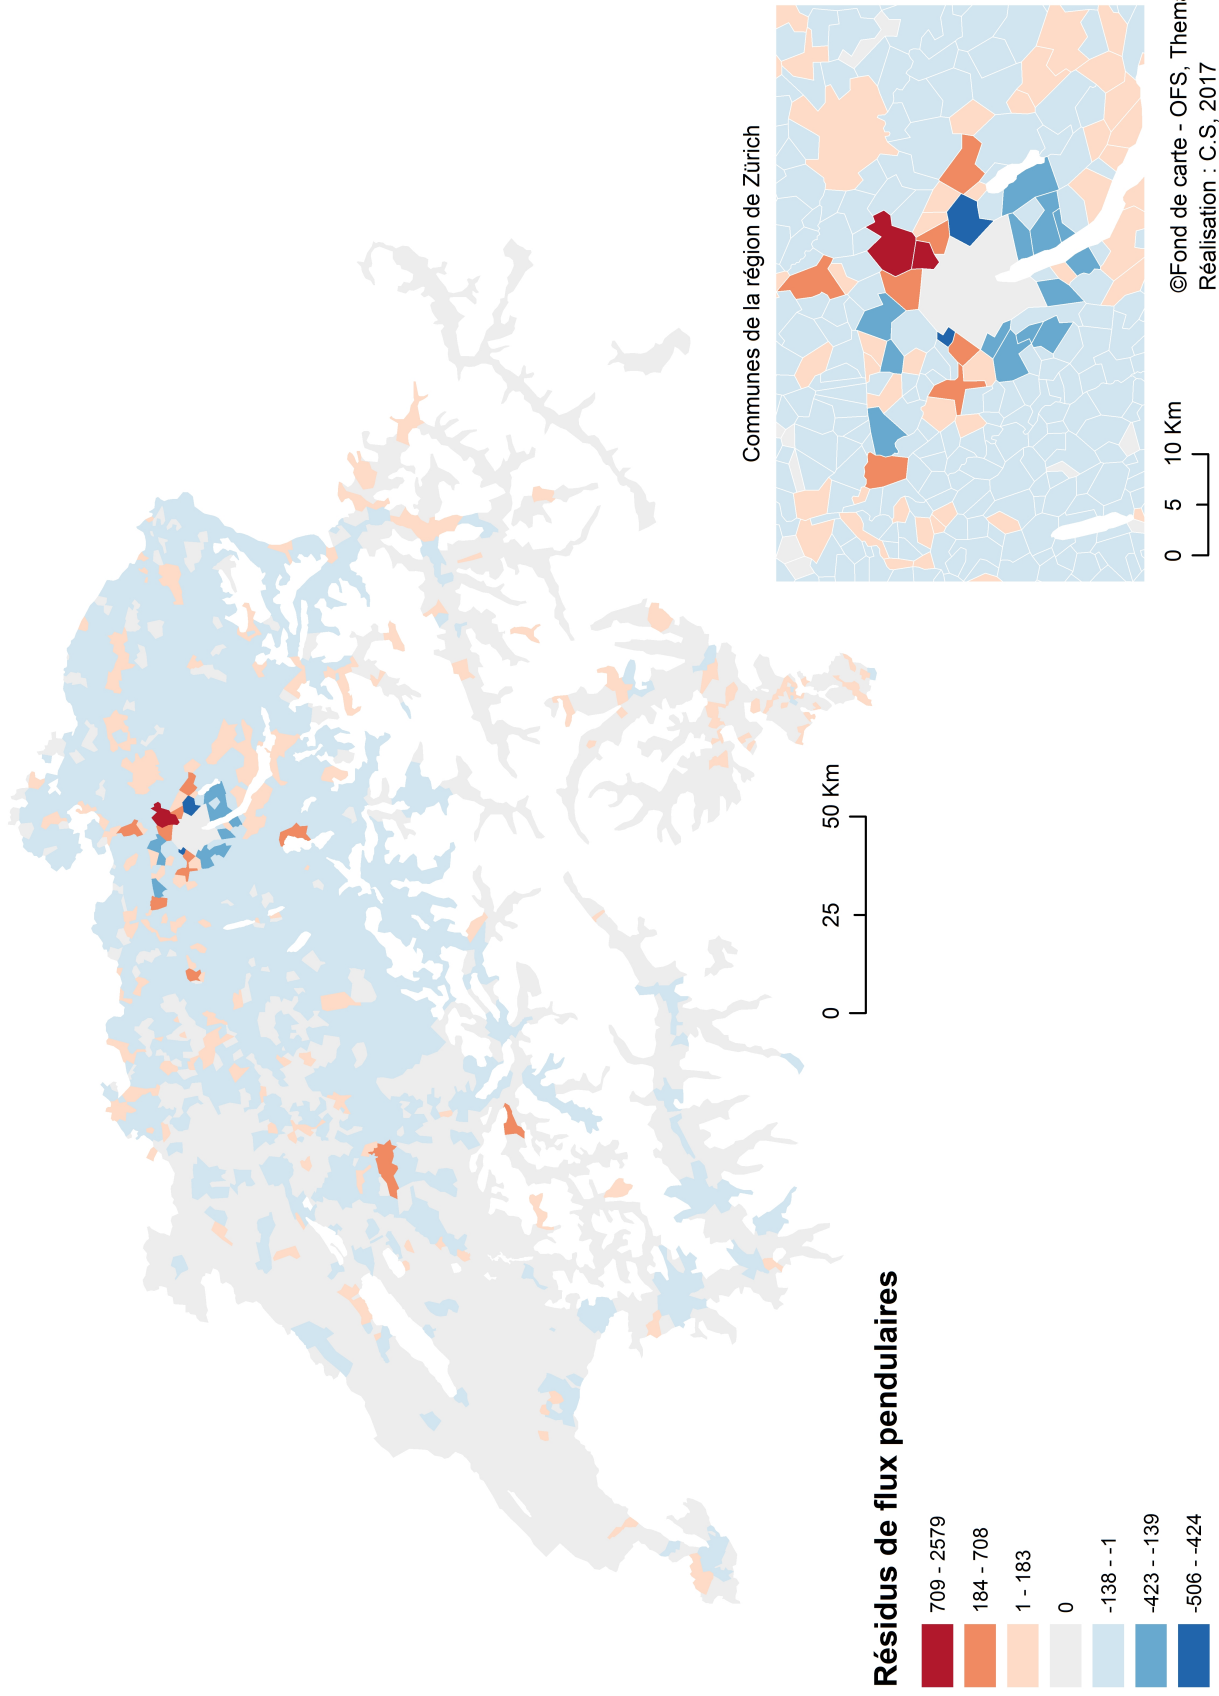 Communes de la région de Zürich
0 5 10 Km
©Fond de carte - OFS, Thema
Réalisation : C.S, 2017
0 25 50 Km
Résidus de flux pendulaires
709 - 2579
184 - 708
1 - 183
0
-138 - -1
-423 - -139
-506 - -424